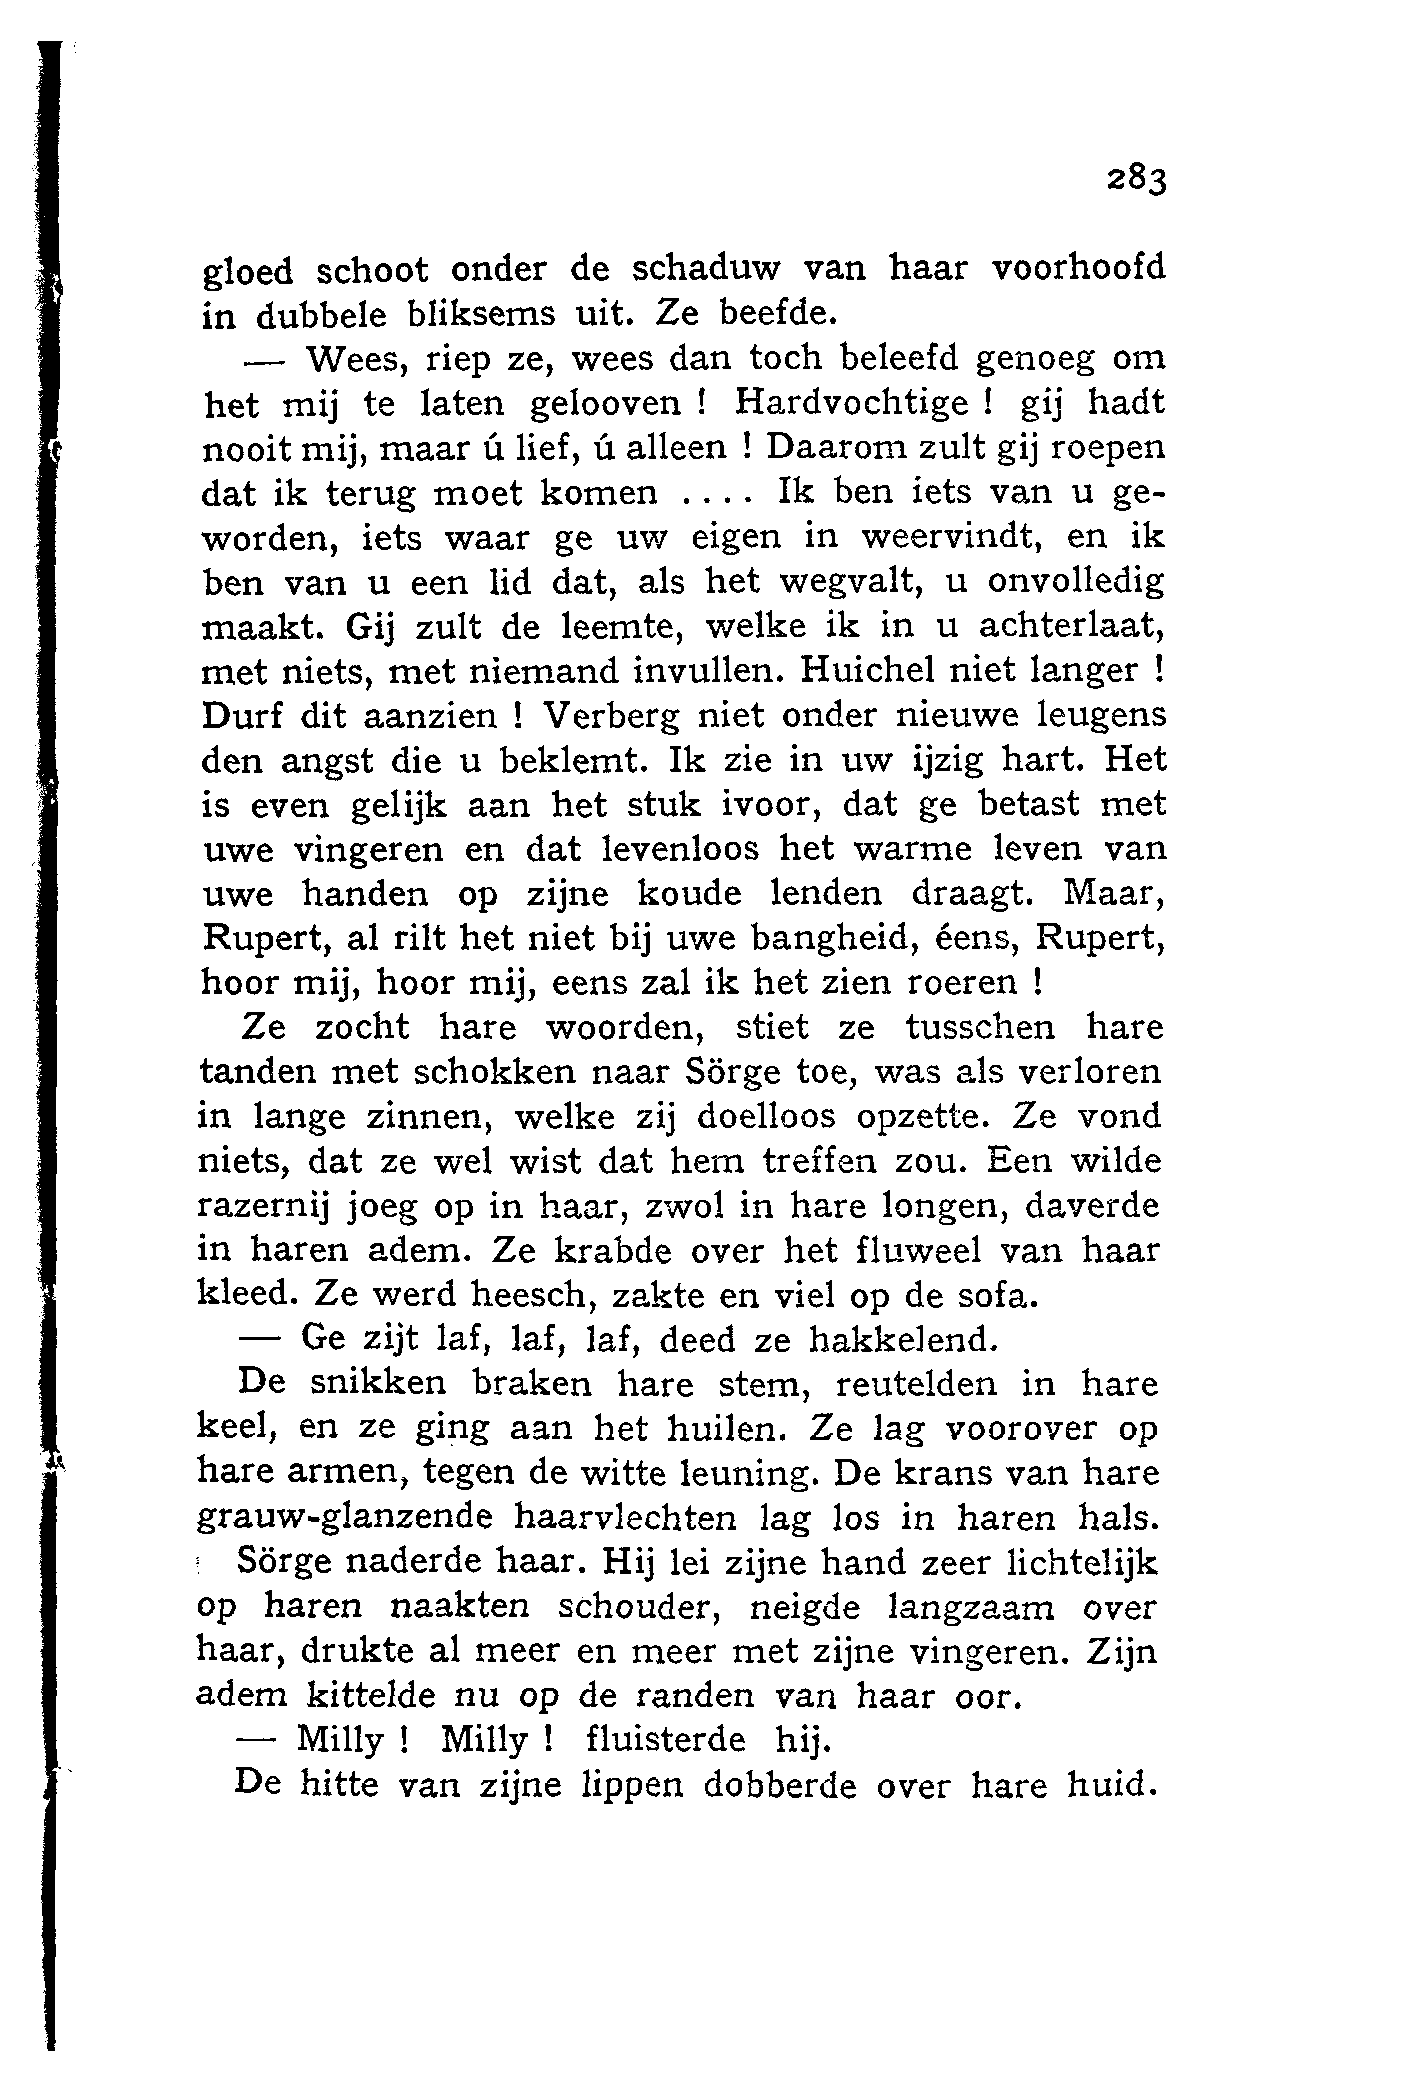 283
gloed schoot onder de schaduw van haar voorhoofd
in dubbele bliksems uit. Ze beefde.
— Wees, riep ze, wees dan toch beleefd genoeg om
het mij te laten gelooven ! Hardvochtige ! gij hadt
nooit mij, maar ú lief, ú alleen ! Daarom zult gij roepen
dat ik terug moet komen .... Ik ben iets van u ge-
worden, iets waar ge uw eigen in weervindt, en ik
ben van u een lid dat, als het wegvalt, u onvolledig
maakt. Gij zult de leemte, welke ik in u achterlaat,
met niets, met niemand invullen. Huichel niet langer !
Durf dit aanzien ! Verberg niet onder nieuwe leugens
den angst die u beklemt. Ik zie in uw ijzig hart. Het
is even gelijk aan het stuk ivoor, dat ge betast met
uwe vingeren en dat levenloos het warme leven van
uwe handen op zijne koude lenden draagt. Maar,
Rupert, al rilt het niet bij uwe bangheid, éens, Rupert,
hoor mij, hoor mij, eens zal ik het zien roeren !
Ze zocht hare woorden, stiet ze tusschen hare
tanden met schokken naar Sörge toe, was als verloren
in lange zinnen, welke zij doelloos opzette. Ze vond
niets, dat ze wel wist dat hem treffen zou. Een wilde
razernij joeg op in haar, zwol in hare longen, daverde
in haren adem. Ze krabde over het fluweel van haar
kleed. Ze werd heesch, zakte en viel op de sofa.
— Ge zijt laf, laf, laf, deed ze hakkelend.
De snikken braken hare stem, reutelden in hare
keel, en ze ging aan het huilen. Ze lag voorover op
hare armen, tegen de witte leuning. De krans van hare
grauw-glanzende haarvlechten lag los in haren hals.
Sörge naderde haar. Hij lei zijne hand zeer lichtelijk
op haren naakten schouder, neigde langzaam over
haar, drukte al meer en meer met zijne vingeren. Zijn
adem kittelde nu op de randen van haar oor.
— Milly ! Milly ! fluisterde hij.
De hitte van zijne lippen dobberde over hare huid.